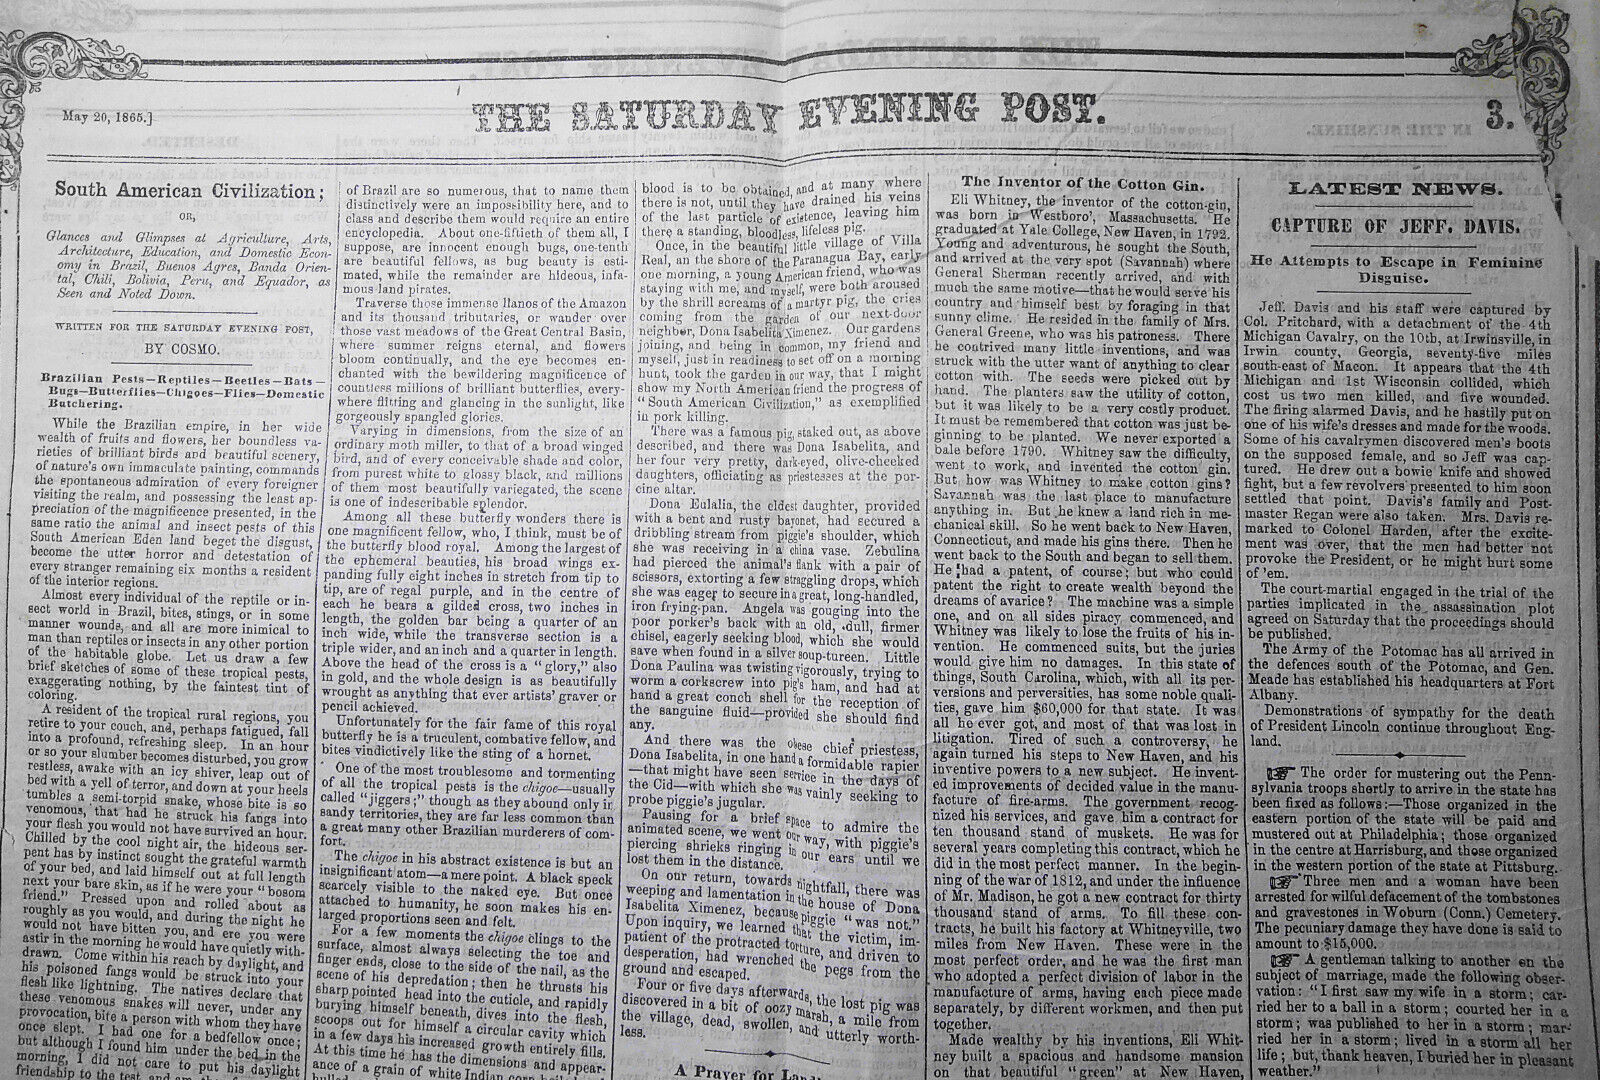 May 20, 1865.]
THE SATURDAY EVENING POST.
3.
South American Civilization;
OR,
Glances and Glimpses at Agriculture, Arts,
Architecture, Education, and Domestic Econ-
omy in Brazil, Buenos Agres, Banda Orien-
tal, Chili, Bolivia, Peru, and Equador, as
Seen and Noted Down.
WRITTEN FOR THE SATURDAY EVENING POST,
BY COSMO.
Brazilian Pests—Reptiles—Beetles—Bats—
Bugs—Butterflies—Chigoes—Flies—Domestic
Butchering.
While the Brazilian empire, in her wide
wealth of fruits and flowers, her boundless va-
rieties of brilliant birds and beautiful scenery,
of nature's own immaculate painting, commands
the spontaneous admiration of every foreigner
visiting the realm, and possessing the least ap-
preciation of the magnificence presented, in the
same ratio the animal and insect pests of this
South American Eden land beget the disgust,
become the utter horror and detestation of
every stranger remaining six months a resident
of the interior regions.
Almost every individual of the reptile or in-
sect world in Brazil, bites, stings, or in some
manner wounds, and all are more inimical to
man than reptiles or insects in any other portion
of the habitable globe. Let us draw a few
brief sketches of some of these tropical pests,
exaggerating nothing, by the faintest tint of
coloring.
A resident of the tropical rural regions, you
retire to your couch, and, perhaps fatigued, fall
into a profound, refreshing sleep. In an hour
or so your slumber becomes disturbed, you grow
restless, awake with an icy shiver, leap out of
bed with a yell of terror, and down at your heels
tumbles a semi-torpid snake, whose bite is so
venomous, that had he struck his fangs into
your flesh you would not have survived an hour.
Chilled by the cool night air, the hideous ser-
pent has by instinct sought the grateful warmth
of your bed, and laid himself out at full length
next your bare skin, as if he were your "bosom
friend." Pressed upon and rolled about as
roughly as you would, and during the night he
would not have bitten you, and ere you were
astir in the morning he would have quietly with-
drawn. Come within his reach by daylight, and
his poisoned fangs would be struck into your
flesh like lightning. The natives declare that
these venomous snakes will never, under any
provocation, bite a person with whom they have
once slept. I had one for a bedfellow once;
but although I found him under the bed in the
morning, I did not care to put his daylight
friendship to the test, and
of Brazil are so numerous, that to name them
distinctively were an impossibility here, and to
class and describe them would require an entire
encyclopedia. About one-fiftieth of them all, I
suppose, are innocent enough bugs, one-tenth
are beautiful fellows, as bug beauty is esti-
mated, while the remainder are hideous, infa-
mous land pirates.
Traverse those immense llanos of the Amazon
and its thousand tributaries, or wander over
those vast meadows of the Great Central Basin,
where summer reigns eternal, and flowers
bloom continually, and the eye becomes en-
chanted with the bewildering magnificence of
countless millions of brilliant butterflies, every-
where flitting and glancing in the sunlight, like
gorgeously spangled glories.
Varying in dimensions, from the size of an
ordinary moth miller, to that of a broad winged
bird, and of every conceivable shade and color,
from purest white to glossy black, and millions
of them most beautifully variegated, the scene
is one of indescribable splendor.
Among all these butterfly wonders there is
one magnificent fellow, who, I think, must be of
the butterfly blood royal. Among the largest of
the ephemeral beauties, his broad wings ex-
panding fully eight inches in stretch from tip to
tip, are of regal purple, and in the centre of
each he bears a gilded cross, two inches in
length, the golden bar being a quarter of an
inch wide, while the transverse section is a
triple wider, and an inch and a quarter in length.
Above the head of the cross is a "glory," also
in gold, and the whole design is as beautifully
wrought as anything that ever artists' graver or
pencil achieved.
Unfortunately for the fair fame of this royal
butterfly he is a truculent, combative fellow, and
bites vindictively like the sting of a hornet.
One of the most troublesome and tormenting
of all the tropical pests is the chigoe—usually
called "jiggers;" though as they abound only in
sandy territories, they are far less common than
a great many other Brazilian murderers of com-
fort.
The chigoe in his abstract existence is but an
insignificant atom—a mere point. A black speck
scarcely visible to the naked eye. But once
attached to humanity, he soon makes his en-
larged proportions seen and felt.
For a few moments the chigoe clings to the
surface, almost always selecting the toe and
finger ends, close to the side of the nail, as the
scene of his depredation; then he thrusts his
sharp pointed head into the cuticle, and rapidly
burying himself beneath, dives into the flesh,
scoops out for himself a circular cavity which
in a few days his increased growth entirely fills.
At this time he has the dimensions and appear-
ance of a grain of white Indian corn
blood is to be obtained, and at many where
there is not, until they have drained his veins
of the last particle of existence, leaving him
there a standing, bloodless, lifeless pig.
Once, in the beautiful little village of Villa
Real, an the shore of the Paranagua Bay, early
one morning, a young American friend, who was
staying with me, and myself, were both aroused
by the shrill screams of a martyr pig, the cries
coming from the garden of our next-door
neighbor, Dona Isabelita Ximenez. Our gardens
joining, and being in common, my friend and
myself, just in readiness to set off on a morning
hunt, took the garden in our way, that I might
show my North American friend the progress of
"South American Civilization," as exemplified
in pork killing.
There was a famous pig, staked out, as above
described, and there was Dona Isabelita, and
her four very pretty, dark-eyed, olive-cheeked
daughters, officiating as priestesses at the por-
cine altar.
Dona Eulalia, the eldest daughter, provided
with a bent and rusty bayonet, had secured a
dribbling stream from piggie's shoulder, which
she was receiving in a china vase. Zebulina
had pierced the animal's flank with a pair of
scissors, extorting a few straggling drops, which
she was eager to secure in a great, long-handled,
iron frying-pan. Angela was gouging into the
poor porker's back with an old, dull, firmer
chisel, eagerly seeking blood, which she would
save when found in a silver soup-tureen. Little
Dona Paulina was twisting vigorously, trying to
worm a corkscrew into pig's ham, and had at
hand a great conch shell for the reception of
the sanguine fluid—provided she should find
any.
And there was the obese chief priestess,
Dona Isabelita, in one hand a formidable rapier
—that might have seen service in the days of
the Cid—with which she was vainly seeking to
probe piggie's jugular.
Pausing for a brief space to admire the
animated scene, we went our way, with piggie's
piercing shrieks ringing in our ears until we
lost them in the distance.
On our return, towards nightfall, there was
weeping and lamentation in the house of Dona
Isabelita Ximenez, because piggie "was not."
Upon inquiry, we learned that the victim, im-
patient of the protracted torture, and driven to
desperation, had wrenched the pegs from the
ground and escaped.
Four or five days afterwards, the lost pig was
discovered in a bit of oozy marsh, a mile from
the village, dead, swollen, and utterly worth-
less.
A Prayer for
The Inventor of the Cotton Gin.
Eli Whitney, the inventor of the cotton-gin,
was born in Westboro', Massachusetts. He
graduated at Yale College, New Haven, in 1792.
Young and adventurous, he sought the South,
and arrived at the very spot (Savannah) where
General Sherman recently arrived, and with
much the same motive—that he would serve his
country and himself best by foraging in that
sunny clime. He resided in the family of Mrs.
General Greene, who was his patroness. There
he contrived many little inventions, and was
struck with the utter want of anything to clear
cotton with. The seeds were picked out by
hand. The planters saw the utility of cotton,
but it was likely to be a very costly product.
It must be remembered that cotton was just be-
ginning to be planted. We never exported a
bale before 1790. Whitney saw the difficulty,
went to work, and invented the cotton gin.
But how was Whitney to make cotton gins?
Savannah was the last place to manufacture
anything in. But he knew a land rich in me-
chanical skill. So he went back to New Haven,
Connecticut, and made his gins there. Then he
went back to the South and began to sell them.
He had a patent, of course; but who could
patent the right to create wealth beyond the
dreams of avarice? The machine was a simple
one, and on all sides piracy commenced, and
Whitney was likely to lose the fruits of his in-
vention. He commenced suits, but the juries
would give him no damages. In this state of
things, South Carolina, which, with all its per-
versions and perversities, has some noble quali-
ties, gave him $60,000 for that state. It was
all he ever got, and most of that was lost in
litigation. Tired of such a controversy, he
again turned his steps to New Haven, and his
inventive powers to a new subject. He invent-
ed improvements of decided value in the manu-
facture of fire-arms. The government recog-
nized his services, and gave him a contract for
ten thousand stand of muskets. He was for
several years completing this contract, which he
did in the most perfect manner. In the begin-
ning of the war of 1812, and under the influence
of Mr. Madison, he got a new contract for thirty
thousand stand of arms. To fill these con-
tracts, he built his factory at Whitneyville, two
miles from New Haven. These were in the
most perfect order, and he was the first man
who adopted a perfect division of labor in the
manufacture of arms, having each piece made
separately, by different workmen, and then put
together.
Made wealthy by his inventions, Eli Whit-
ney built a spacious and handsome mansion
on that beautiful "green" at New Haven,
LATEST NEWS.
CAPTURE OF JEFF. DAVIS.
He Attempts to Escape in Feminine
Disguise.
Jeff. Davis and his staff were captured by
Col. Pritchard, with a detachment of the 4th
Michigan Cavalry, on the 10th, at Irwinsville, in
Irwin county, Georgia, seventy-five miles
south-east of Macon. It appears that the 4th
Michigan and 1st Wisconsin collided, which
cost us two men killed, and five wounded.
The firing alarmed Davis, and he hastily put on
one of his wife's dresses and made for the woods.
Some of his cavalrymen discovered men's boots
on the supposed female, and so Jeff was cap-
tured. He drew out a bowie knife and showed
fight, but a few revolvers presented to him soon
settled that point. Davis's family and Post-
master Regan were also taken. Mrs. Davis re-
marked to Colonel Harden, after the excite-
ment was over, that the men had better not
provoke the President, or he might hurt some
of 'em.
The court-martial engaged in the trial of the
parties implicated in the assassination plot
agreed on Saturday that the proceedings should
be published.
The Army of the Potomac has all arrived in
the defences south of the Potomac, and Gen.
Meade has established his headquarters at Fort
Albany.
Demonstrations of sympathy for the death
of President Lincoln continue throughout Eng-
land.
☞ The order for mustering out the Penn-
sylvania troops shortly to arrive in the state has
been fixed as follows:—Those organized in the
eastern portion of the state will be paid and
mustered out at Philadelphia; those organized
in the centre at Harrisburg, and those organized
in the western portion of the state at Pittsburg.
☞ Three men and a woman have been
arrested for wilful defacement of the tombstones
and gravestones in Woburn (Conn.) Cemetery.
The pecuniary damage they have done is said to
amount to $15,000.
☞ A gentleman talking to another on the
subject of marriage, made the following obser-
vation: "I first saw my wife in a storm; car-
ried her to a ball in a storm; courted her in a
storm; was published to her in a storm; mar-
ried her in a storm; lived in a storm all her
life; but, thank heaven, I buried her in pleasant
weather."